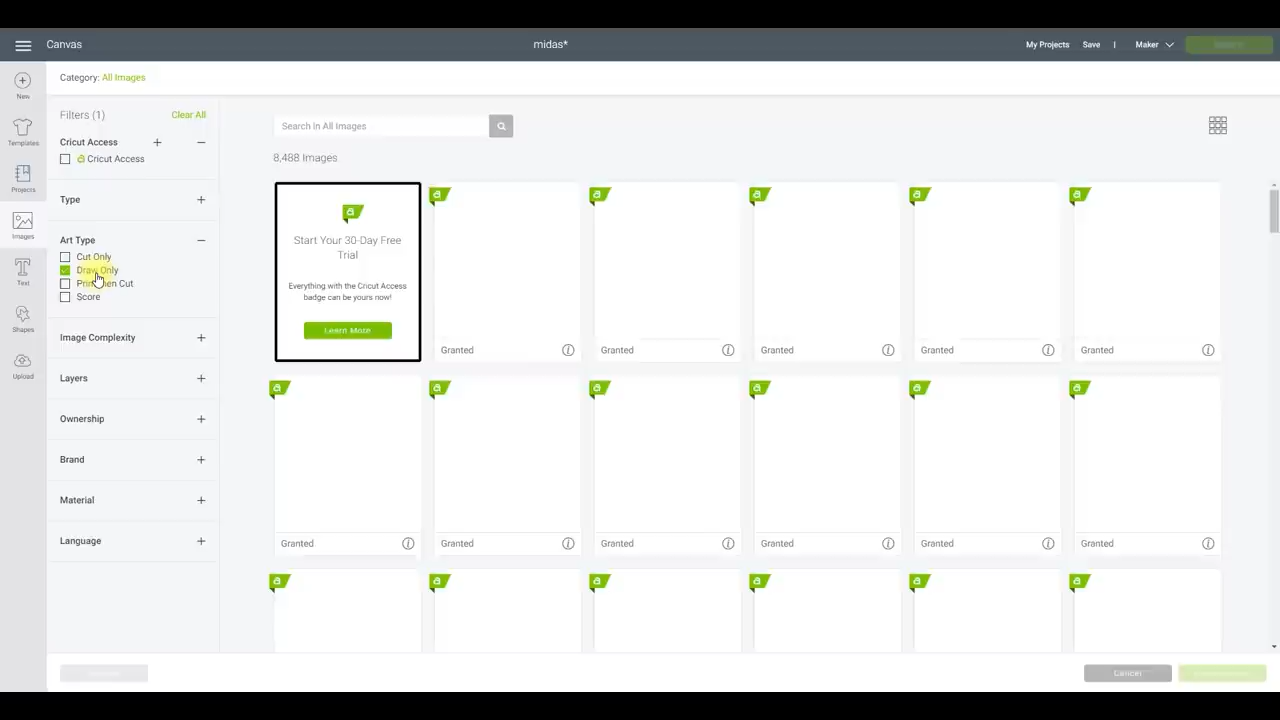 Canvas
midas*
My Projects
Save
|
Maker
Category: All Images
New
Templates
Projects
Images
Text
Shapes
Upload
Filters (1)
Clear All
Cricut Access
Cricut Access
Type
Art Type
Cut Only
Draw Only
Print Then Cut
Score
Image Complexity
Layers
Ownership
Brand
Material
Language
Search in All Images
8,488 Images
Start Your 30-Day Free
Trial
Everything with the Cricut Access
badge can be yours now!
Learn More
Granted
Granted
Granted
Granted
Granted
Granted
Granted
Granted
Granted
Granted
Granted
Cancel